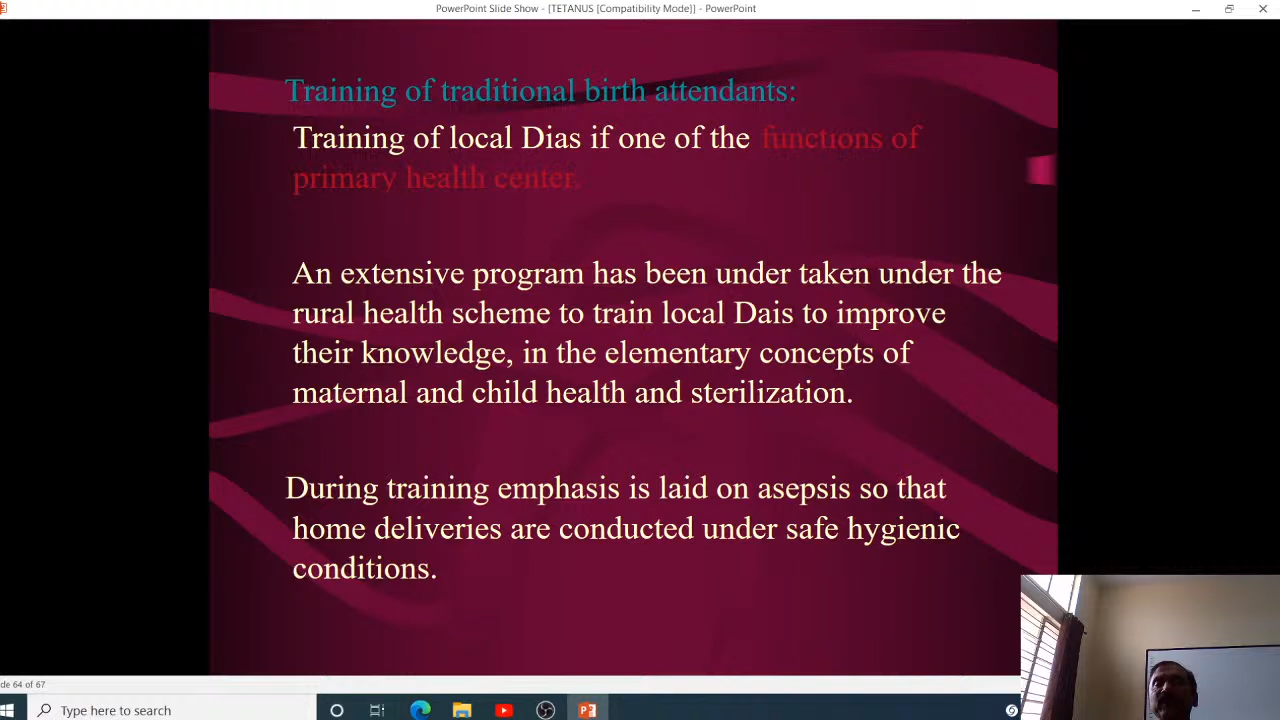 PowerPoint Slide Show - [TETANUS [Compatibility Mode]] - PowerPoint
Training of traditional birth attendants:
Training of local Dias if one of the functions of
primary health center.
An extensive program has been under taken under the
rural health scheme to train local Dais to improve
their knowledge, in the elementary concepts of
maternal and child health and sterilization.
During training emphasis is laid on asepsis so that
home deliveries are conducted under safe hygienic
conditions.
de 64 of 67
Type here to search